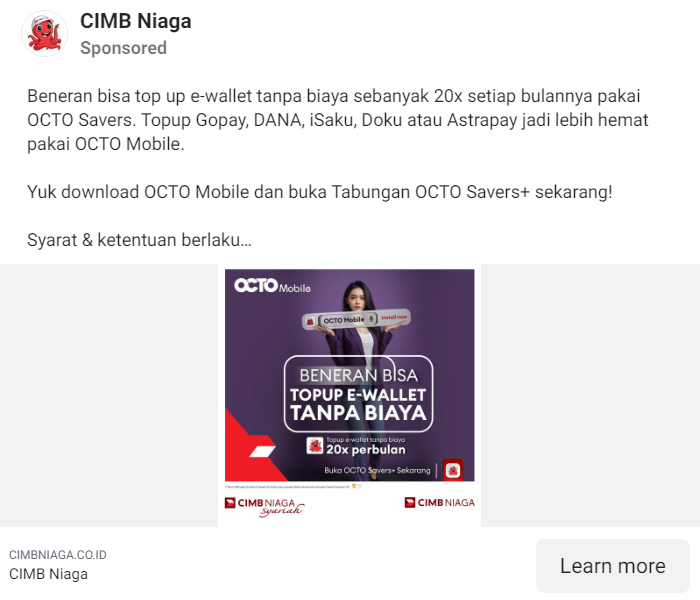 CIMB Niaga
Sponsored
Beneran bisa top up e-wallet tanpa biaya sebanyak 20x setiap bulannya pakai
OCTO Savers. Topup Gopay, DANA, iSaku, Doku atau Astrapay jadi lebih hemat
pakai OCTO Mobile.
Yuk download OCTO Mobile dan buka Tabungan OCTO Savers+ sekarang!
Syarat & ketentuan berlaku...
OCTO Mobile
OCTO Mobile Install now
BENERAN BISA
TOPUP E-WALLET
TANPA BIAYA
Topup e-wallet tanpa biaya
20x perbulan
Buka OCTO Savers+ Sekarang
CIMB NIAGA syariah
CIMB NIAGA
CIMBNIAGA.CO.ID
CIMB Niaga
Learn more